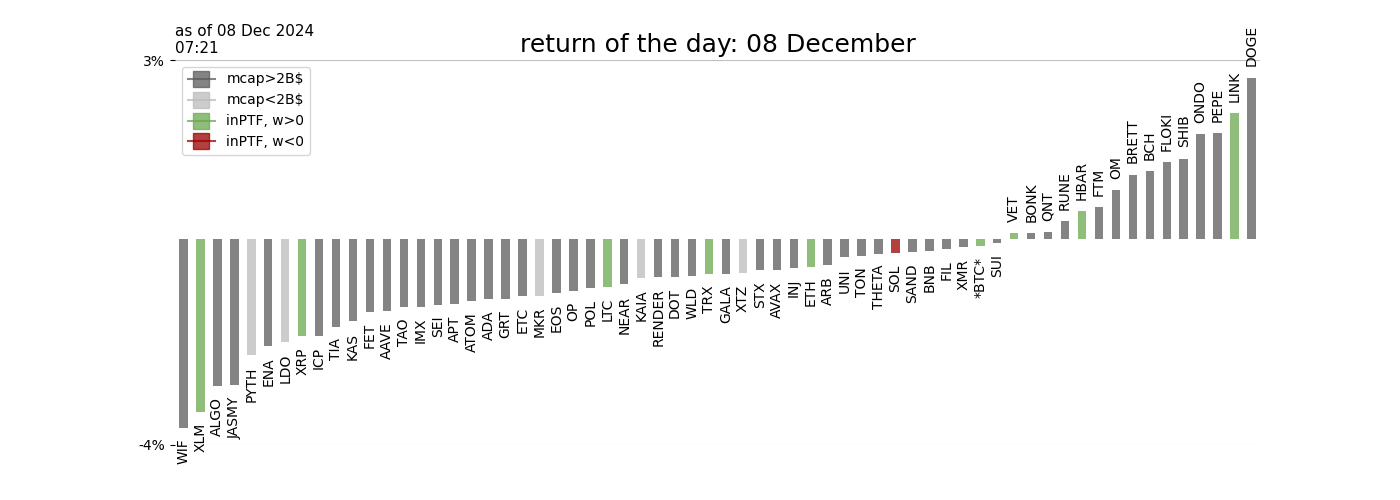 as of 08 Dec 2024
07:21
return of the day: 08 December
3%
-4%
mcap>2B$
mcap<2B$
inPTF, w>0
inPTF, w<0
WIF
XLM
ALGO
JASMY
PYTH
ENA
LDO
XRP
ICP
TIA
KAS
FET
AAVE
TAO
IMX
SEI
APT
ATOM
ADA
GRT
ETC
MKR
EOS
OP
POL
LTC
NEAR
KAIA
RENDER
DOT
WLD
TRX
GALA
XTZ
STX
AVAX
INJ
ETH
ARB
UNI
TON
THETA
SOL
SAND
BNB
FIL
XMR
*BTC*
SUI
VET
BONK
QNT
RUNE
HBAR
FTM
OM
BRETT
BCH
FLOKI
SHIB
ONDO
PEPE
LINK
DOGE